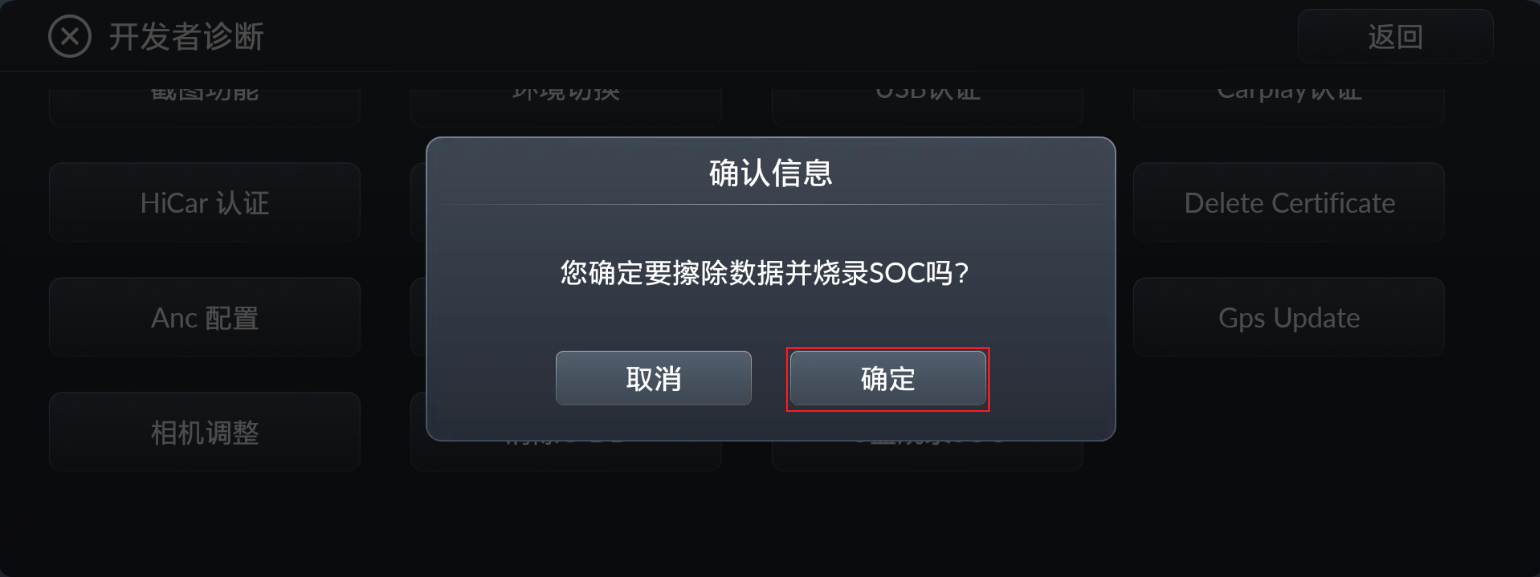 开发者诊断
返回
截图功能
环境切换
USB认证
Carplay认证
确认信息
HiCar 认证
Delete Certificate
您确定要擦除数据并烧录SOC吗?
Anc 配置
Gps Update
取消
确定
相机调整